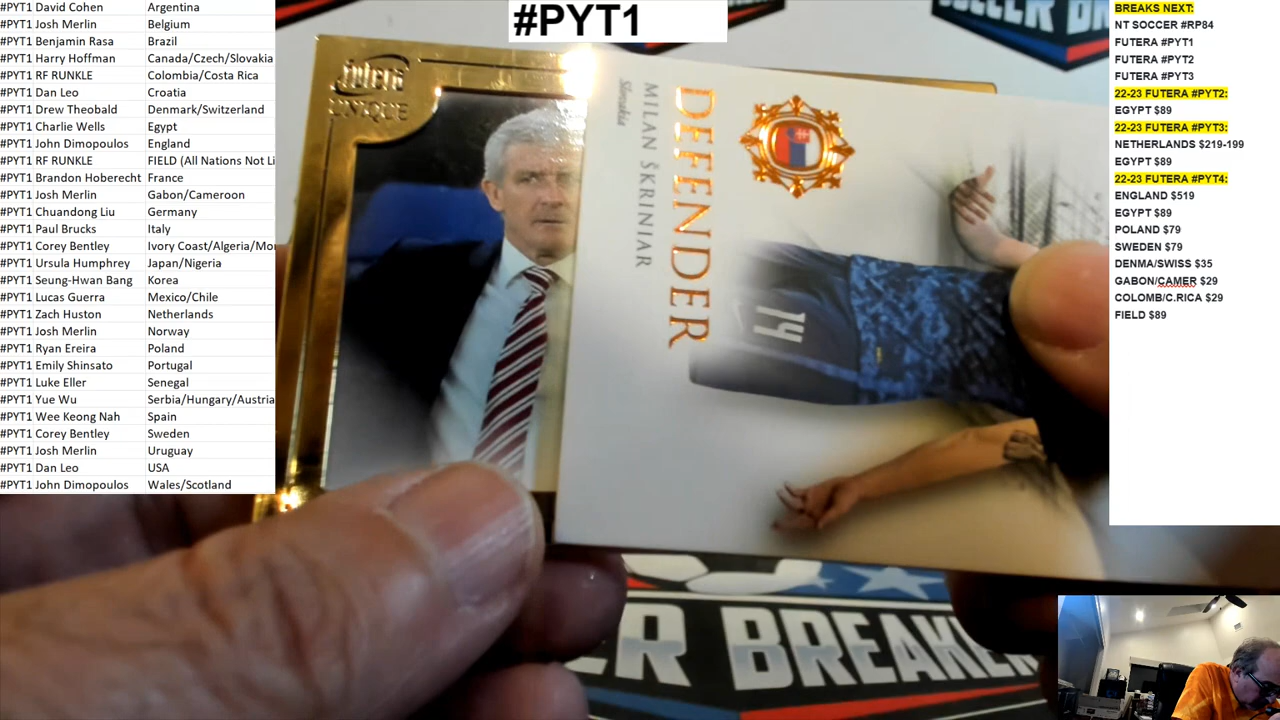 #PYT1 David Cohen Argentina
#PYT1 Josh Merlin Belgium
#PYT1 Benjamin Rasa Brazil
#PYT1 Harry Hoffman Canada/Czech/Slovakia
#PYT1 RF RUNKLE Colombia/Costa Rica
#PYT1 Dan Leo Croatia
#PYT1 Drew Theobald Denmark/Switzerland
#PYT1 Charlie Wells Egypt
#PYT1 John Dimopoulos England
#PYT1 RF RUNKLE FIELD (All Nations Not Li
#PYT1 Brandon Hoberecht France
#PYT1 Josh Merlin Gabon/Cameroon
#PYT1 Chuandong Liu Germany
#PYT1 Paul Brucks Italy
#PYT1 Corey Bentley Ivory Coast/Algeria/Mor
#PYT1 Ursula Humphrey Japan/Nigeria
#PYT1 Seung-Hwan Bang Korea
#PYT1 Lucas Guerra Mexico/Chile
#PYT1 Zach Huston Netherlands
#PYT1 Josh Merlin Norway
#PYT1 Ryan Ereira Poland
#PYT1 Emily Shinsato Portugal
#PYT1 Luke Eller Senegal
#PYT1 Yue Wu Serbia/Hungary/Austria
#PYT1 Wee Keong Nah Spain
#PYT1 Corey Bentley Sweden
#PYT1 Josh Merlin Uruguay
#PYT1 Dan Leo USA
#PYT1 John Dimopoulos Wales/Scotland
#PYT1
futera
UNIQUE
DEFENDER
MILAN ŠKRINIAR
Slovakia
14
SOCCER BREA
ER BREAKER
BREAKS NEXT:
NT SOCCER #RP84
FUTERA #PYT1
FUTERA #PYT2
FUTERA #PYT3
22-23 FUTERA #PYT2:
EGYPT $89
22-23 FUTERA #PYT3:
NETHERLANDS $219-199
EGYPT $89
22-23 FUTERA #PYT4:
ENGLAND $519
EGYPT $89
POLAND $79
SWEDEN $79
DENMA/SWISS $35
GABON/CAMER $29
COLOMB/C.RICA $29
FIELD $89